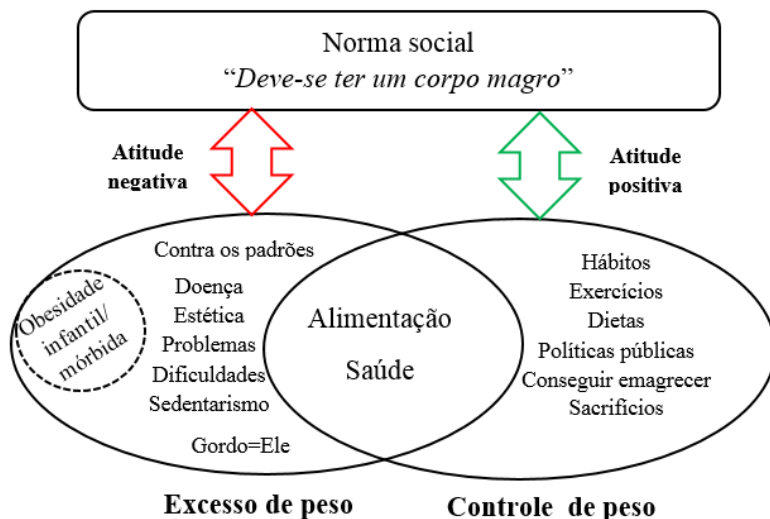 Norma social
“Deve-se ter um corpo magro”
Atitude
negativa
Atitude
positiva
Contra os padrões
Doença
Estética
Problemas
Dificuldades
Sedentarismo
Gordo=Ele
Obesidade
infantil/
mórbida
Alimentação
Saúde
Hábitos
Exercícios
Dietas
Políticas públicas
Conseguir emagrecer
Sacrifícios
Excesso de peso
Controle de peso